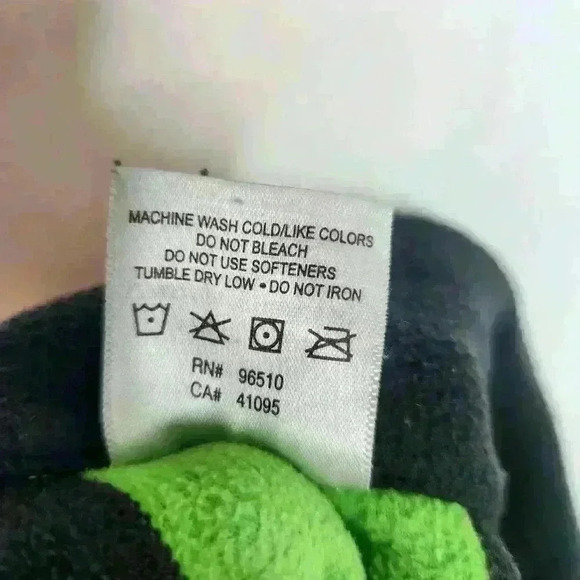 MACHINE WASH COLD/LIKE COLORS
DO NOT BLEACH
DO NOT USE SOFTENERS
TUMBLE DRY LOW • DO NOT IRON
RN# 96510
CA# 41095